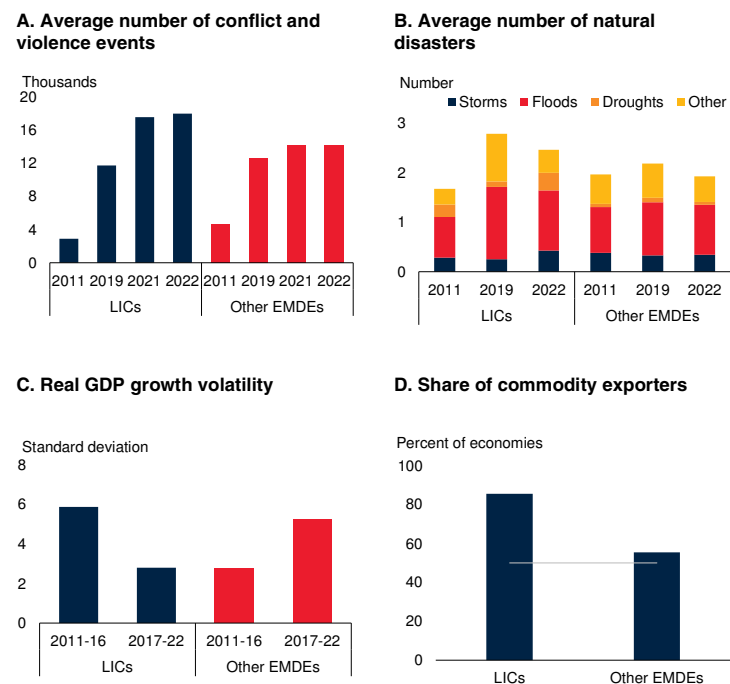 A. Average number of conflict and
violence events
Thousands
20
16
12
8
4
0
2011 2019 2021 2022 2011 2019 2021 2022
LICs Other EMDEs
B. Average number of natural
disasters
Number
Storms Floods Droughts Other
3
2
1
0
2011 2019 2022 2011 2019 2022
LICs Other EMDEs
C. Real GDP growth volatility
Standard deviation
8
6
4
2
0
2011-16 2017-22 2011-16 2017-22
LICs Other EMDEs
D. Share of commodity exporters
Percent of economies
100
80
60
40
20
0
LICs Other EMDEs